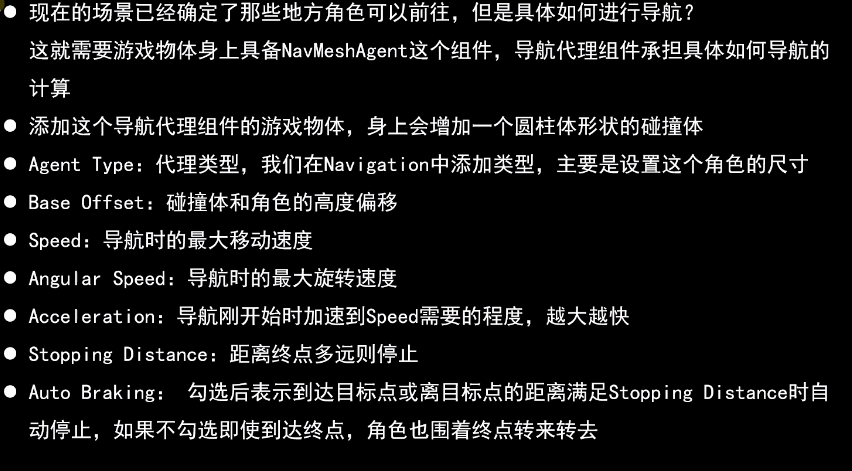 ● 现在的场景已经确定了那些地方角色可以前往，但是具体如何进行导航？
这就需要游戏物体身上具备NavMeshAgent这个组件，导航代理组件承担具体如何导航的
计算
● 添加这个导航代理组件的游戏物体，身上会增加一个圆柱体形状的碰撞体
● Agent Type：代理类型，我们在Navigation中添加类型，主要是设置这个角色的尺寸
● Base Offset：碰撞体和角色的高度偏移
● Speed：导航时的最大移动速度
● Angular Speed：导航时的最大旋转速度
● Acceleration：导航刚开始时加速到Speed需要的程度，越大越快
● Stopping Distance：距离终点多远则停止
● Auto Braking： 勾选后表示到达目标点或离目标点的距离满足Stopping Distance时自
动停止，如果不勾选即使到达终点，角色也围着终点转来转去